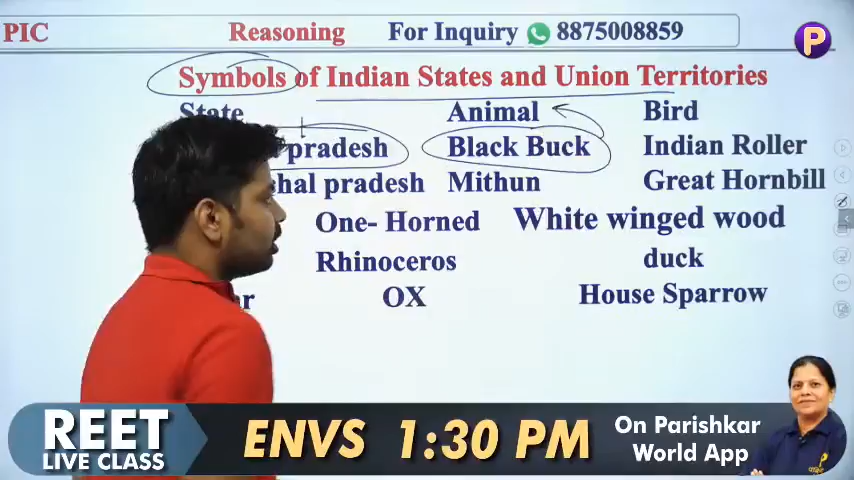 PIC Reasoning For Inquiry 8875008859
P
Symbols of Indian States and Union Territories
State Animal Bird
pradesh Black Buck Indian Roller
shal pradesh Mithun Great Hornbill
One- Horned White winged wood
Rhinoceros duck
ar OX House Sparrow
REET
LIVE CLASS
ENVS 1:30 PM
On Parishkar
World App